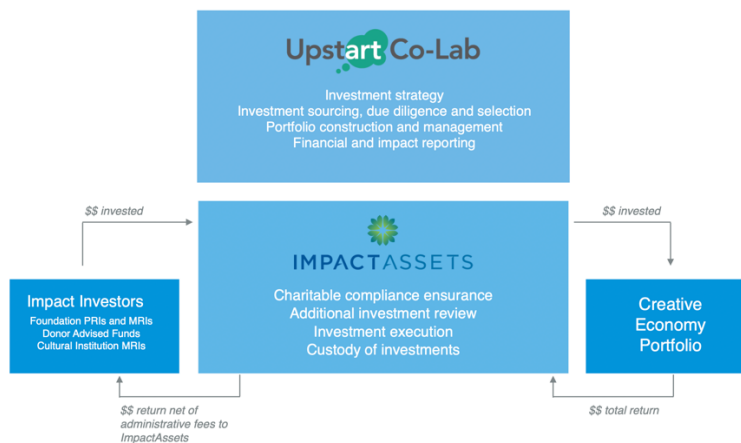 Upstart Co-Lab
Investment strategy
Investment sourcing, due diligence and selection
Portfolio construction and management
Financial and impact reporting
$$ invested
$$ invested
IMPACTASSETS
Charitable compliance ensurance
Additional investment review
Investment execution
Custody of investments
Impact Investors
Foundation PRIs and MRIs
Donor Advised Funds
Cultural Institution MRIs
Creative
Economy
Portfolio
$$ return net of
administrative fees to
ImpactAssets
$$ total return